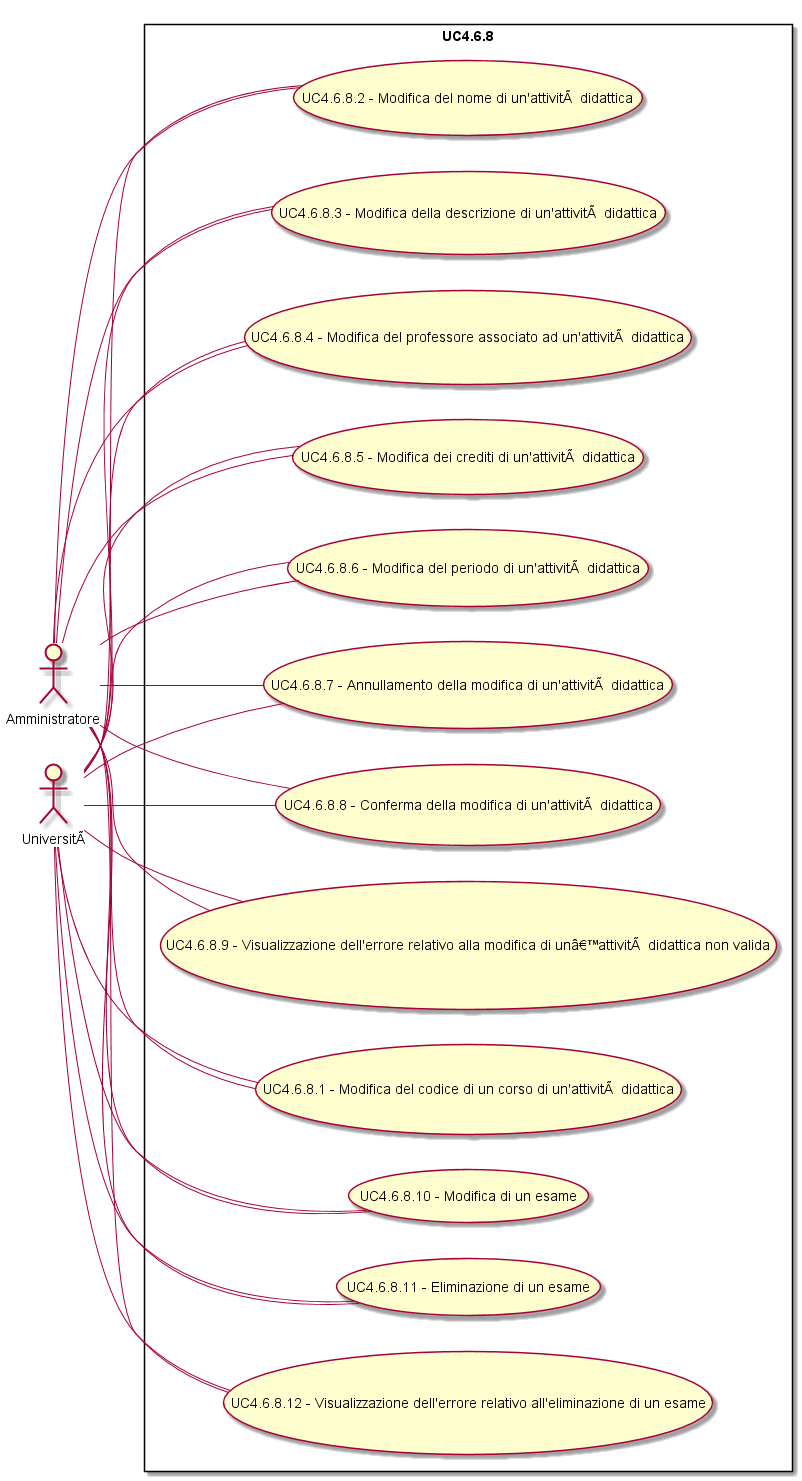 UC4.6.8
UC4.6.8.2 - Modifica del nome di un'attivitÃ  didattica
UC4.6.8.3 - Modifica della descrizione di un'attivitÃ  didattica
UC4.6.8.4 - Modifica del professore associato ad un'attivitÃ  didattica
UC4.6.8.5 - Modifica dei crediti di un'attivitÃ  didattica
UC4.6.8.6 - Modifica del periodo di un'attivitÃ  didattica
UC4.6.8.7 - Annullamento della modifica di un'attivitÃ  didattica
Amministratore
UC4.6.8.8 - Conferma della modifica di un'attivitÃ  didattica
UniversitÃ
UC4.6.8.9 - Visualizzazione dell'errore relativo alla modifica di unâ€™attivitÃ  didattica non valida
UC4.6.8.1 - Modifica del codice di un corso di un'attivitÃ  didattica
UC4.6.8.10 - Modifica di un esame
UC4.6.8.11 - Eliminazione di un esame
UC4.6.8.12 - Visualizzazione dell'errore relativo all'eliminazione di un esame